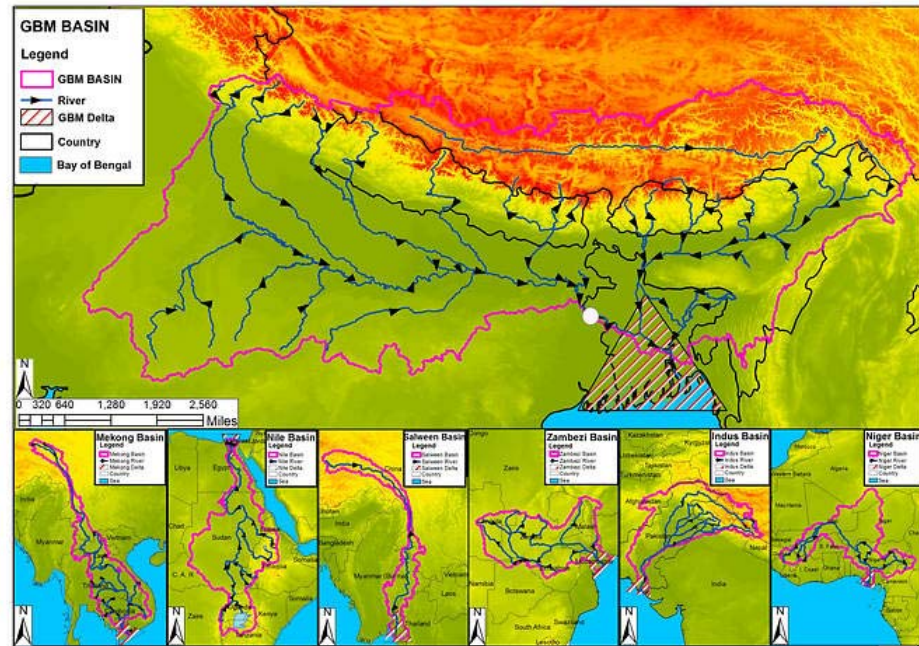 GBM BASIN
Legend
GBM BASIN
River
GBM Delta
Country
Bay of Bengal
N
0 320 640 1,280 1,920 2,560
Miles
Mekong Basin
Legend
Mekong Basin
Mekong River
Mekong Delta
Country
Sea
India
Myanmar
Vietnam
N
Nile Basin
Legend
Nile Basin
Nile River
Nile Delta
Country
Sea
Libya
Egypt
Chad
Sudan
C. A. R.
Somalia
Zaire
Kenya
Tanzania
N
Salween Basin
Legend
Salween Basin
Salween River
Salween Delta
Country
Sea
China
India
Bangladesh
Vietnam
Laos
Thailand
N
Zambezi Basin
Legend
Zambezi Basin
Zambezi River
Zambezi Delta
Country
Sea
Zaire
Namibia
Botswana
South Africa
Swaziland
Lesotho
N
Indus Basin
Legend
Indus Basin
Indus River
Indus Delta
Country
Sea
Kazakhstan
Afghanistan
Nepal
India
N
Niger Basin
Legend
Niger Basin
Niger River
Niger Delta
Country
Sea
Algeria
Mauritania
Ghana
Cameroon
N